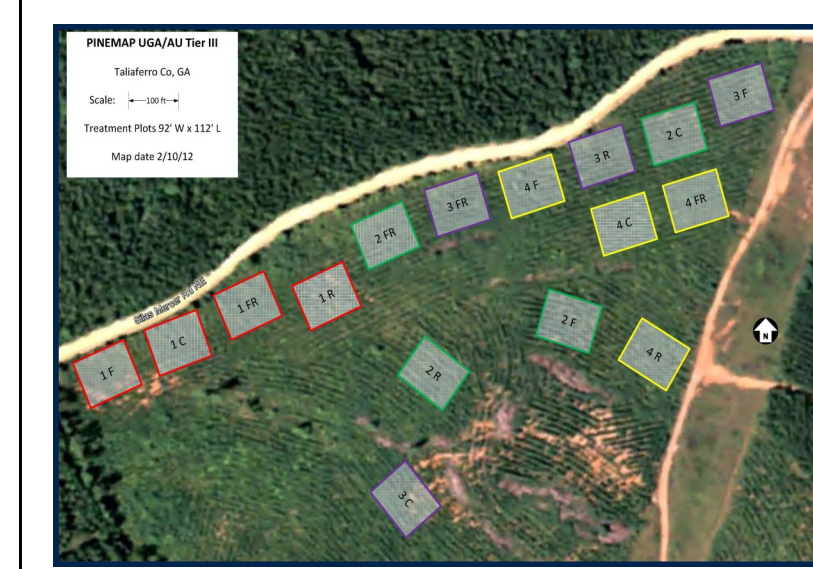 PINEMAP UGA/AU Tier III
Taliaferro Co, GA
Scale: 100 ft
Treatment Plots 92' W x 112' L
Map date 2/10/12
3 F
2 C
3 R
4 F
4 FR
3 FR
4 C
2 FR
1 R
1 FR
Silas Mercer Rd NE
2 F
1 C
4 R
1 F
2 R
3 C
N